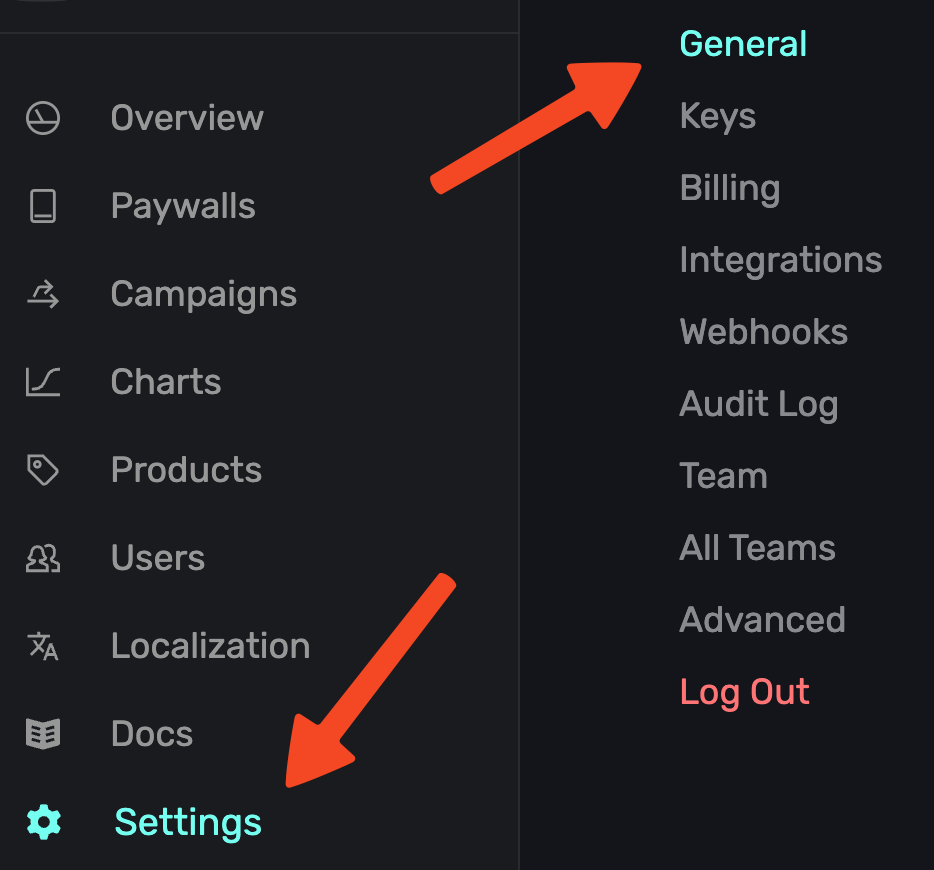 Overview
Paywalls
Campaigns
Charts
Products
Users
Localization
Docs
Settings
General
Keys
Billing
Integrations
Webhooks
Audit Log
Team
All Teams
Advanced
Log Out